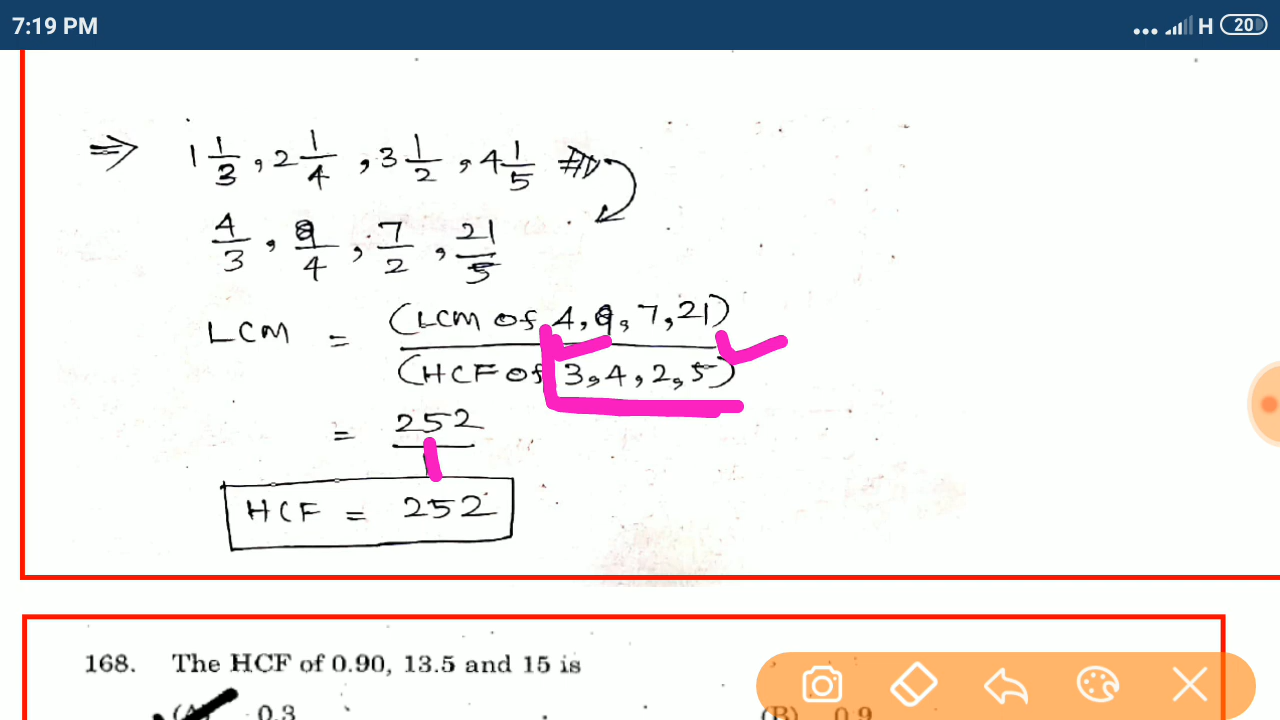 7:19 PM ... H 20
⇒ 1 1/3, 2 1/4, 3 1/2, 4 1/5
4/3, 9/4, 7/2, 21/5
LCM = (LCM of 4, 9, 7, 21)
(HCF of 3, 4, 2, 5)
= 252
1
HCF = 252
168. The HCF of 0.90, 13.5 and 15 is
(A) 0.3 (B) 0.9